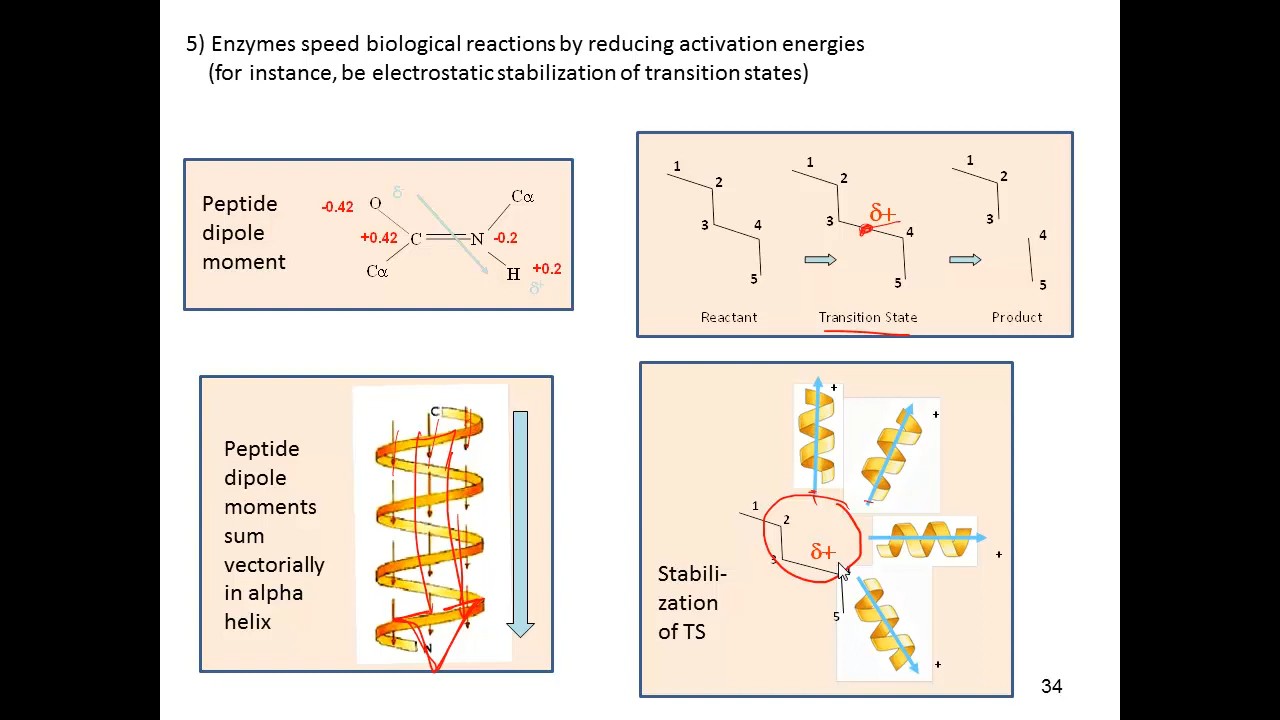 5) Enzymes speed biological reactions by reducing activation energies
(for instance, be electrostatic stabilization of transition states)
Peptide
dipole
moment
δ-
-0.42 O Cα
+0.42 C N -0.2
Cα H +0.2
δ+
1 2 3 4 5
Reactant
1 2 3 δ+ 4 5
Transition State
1 2 3 4 5
Product
Peptide
dipole
moments
sum
vectorially
in alpha
helix
C
N
+
+
1
2
3
δ+
5
+
+
Stabili-
zation
of TS
34